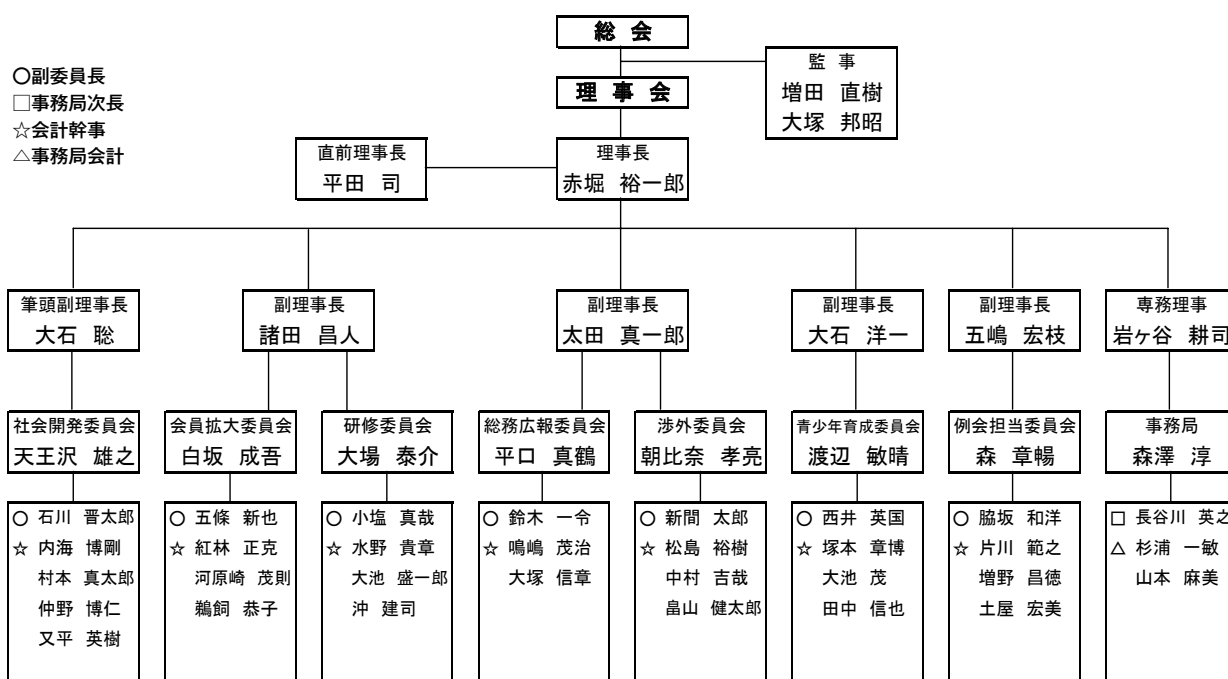 総 会
○副委員長
□事務局次長
☆会計幹事
△事務局会計
監 事
増田 直樹
大塚 邦昭
理 事 会
直前理事長
平田 司
理事長
赤堀 裕一郎
筆頭副理事長
大石 聡
副理事長
諸田 昌人
副理事長
太田 真一郎
副理事長
大石 洋一
副理事長
五嶋 宏枝
専務理事
岩ヶ谷 耕司
社会開発委員会
天王沢 雄之
会員拡大委員会
白坂 成吾
研修委員会
大場 泰介
総務広報委員会
平口 真鶴
渉外委員会
朝比奈 孝亮
青少年育成委員会
渡辺 敏晴
例会担当委員会
森 章暢
事務局
森澤 淳
○ 石川 晋太郎
☆ 内海 博剛
村本 真太郎
仲野 博仁
又平 英樹
○ 五條 新也
☆ 紅林 正克
河原崎 茂則
鵜飼 恭子
○ 小塩 真哉
☆ 水野 貴章
大池 盛一郎
沖 建司
○ 鈴木 一令
☆ 鳴嶋 茂治
大塚 信章
○ 新間 太郎
☆ 松島 裕樹
中村 吉哉
畠山 健太郎
○ 西井 英国
☆ 塚本 章博
大池 茂
田中 信也
○ 脇坂 和洋
☆ 片川 範之
増野 昌徳
土屋 宏美
□ 長谷川 英之
△ 杉浦 一敏
山本 麻美